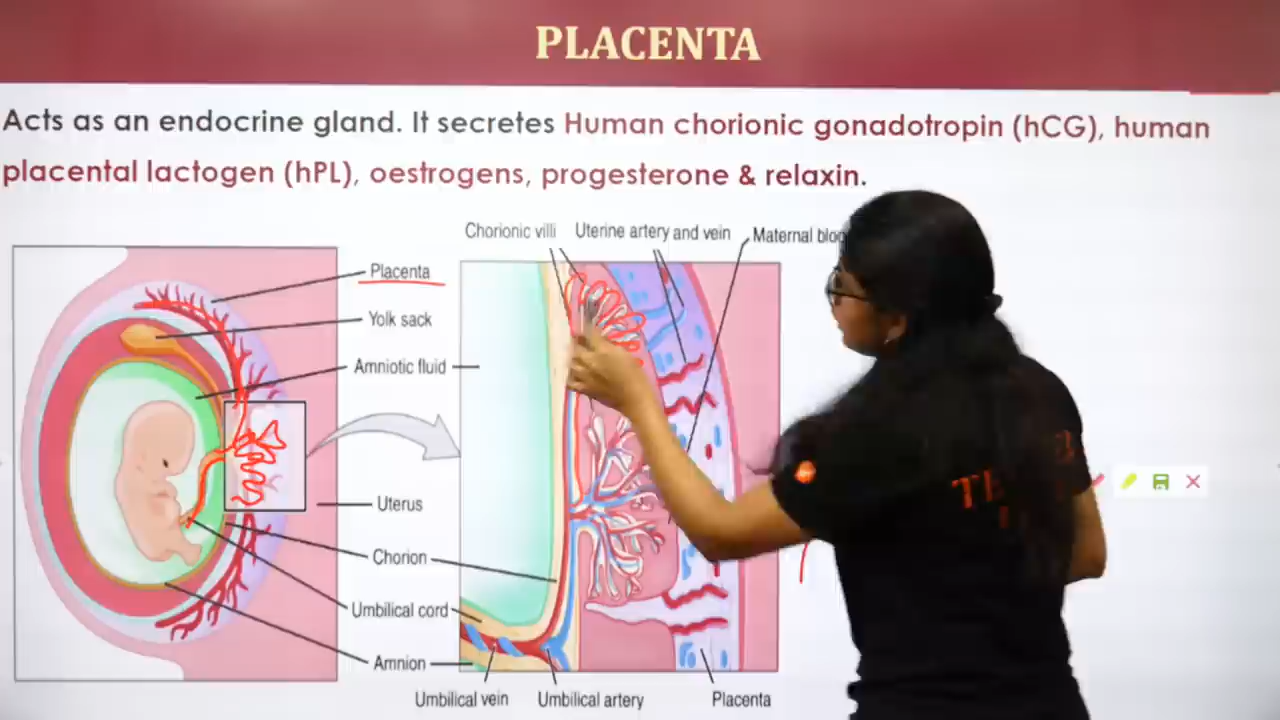 PLACENTA
Acts as an endocrine gland. It secretes Human chorionic gonadotropin (hCG), human
placental lactogen (hPL), oestrogens, progesterone & relaxin.
Chorionic villi
Uterine artery and vein
Maternal
Placenta
Yolk sack
Amniotic fluid
Uterus
Chorion
Umbilical cord
Amnion
Umbilical vein
Umbilical artery
Placenta